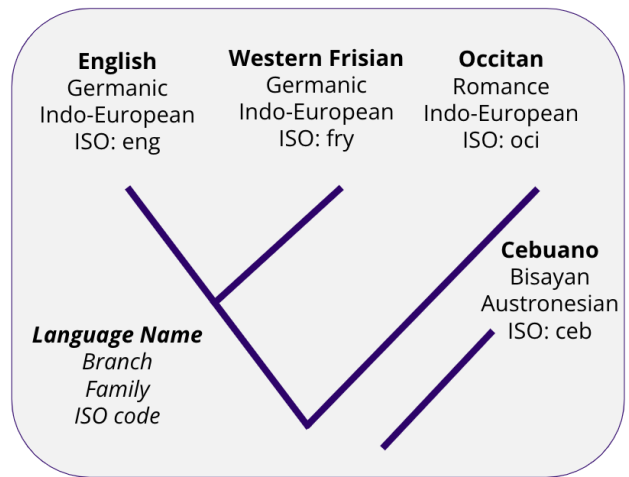 English
Germanic
Indo-European
ISO: eng
Western Frisian
Germanic
Indo-European
ISO: fry
Occitan
Romance
Indo-European
ISO: oci
Cebuano
Bisayan
Austronesian
ISO: ceb
Language Name
Branch
Family
ISO code